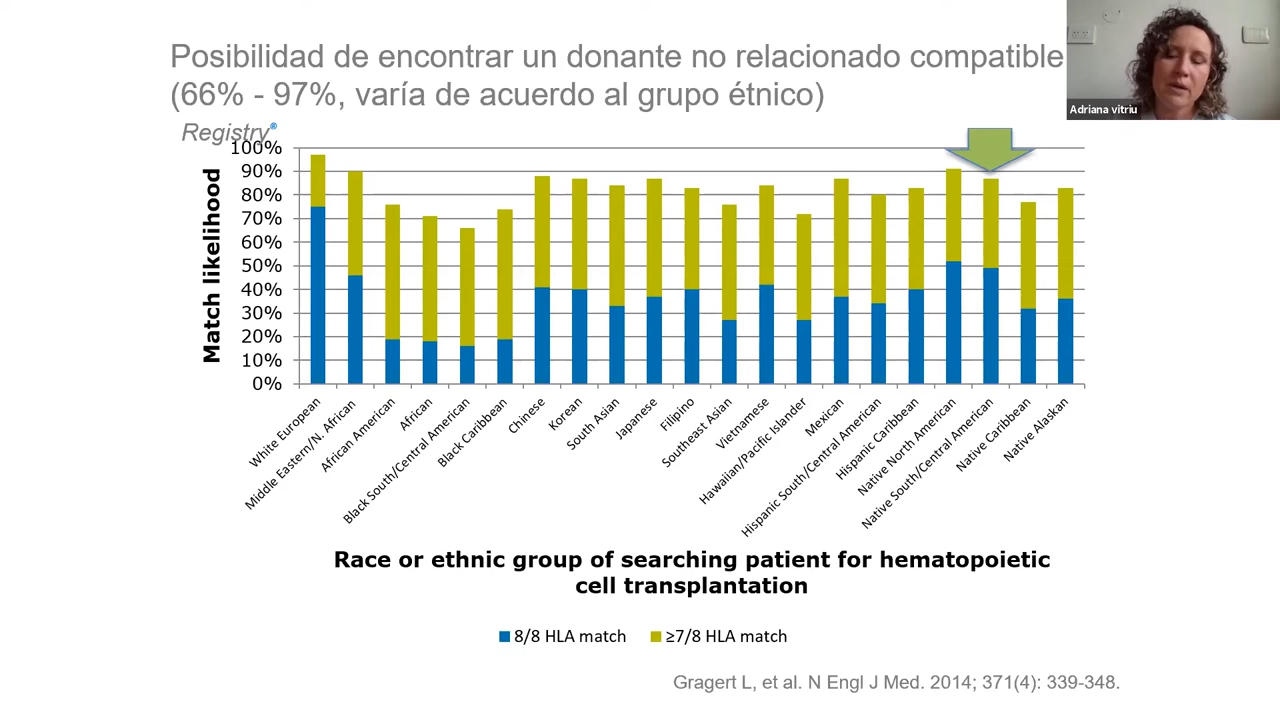 Posibilidad de encontrar un donante no relacionado compatible
(66% - 97%, varía de acuerdo al grupo étnico)
Adriana vitriu
Registry®
100%
90%
80%
70%
60%
50%
40%
30%
20%
10%
0%
Match likelihood
White European
Middle Eastern/N. African
African American
African
Black South/Central American
Black Caribbean
Chinese
Korean
South Asian
Japanese
Filipino
Southeast Asian
Vietnamese
Hawaiian/Pacific Islander
Mexican
Hispanic South/Central American
Hispanic Caribbean
Native North American
Native South/Central American
Native Caribbean
Native Alaskan
Race or ethnic group of searching patient for hematopoietic
cell transplantation
8/8 HLA match ≥7/8 HLA match
Gragert L, et al. N Engl J Med. 2014; 371(4): 339-348.